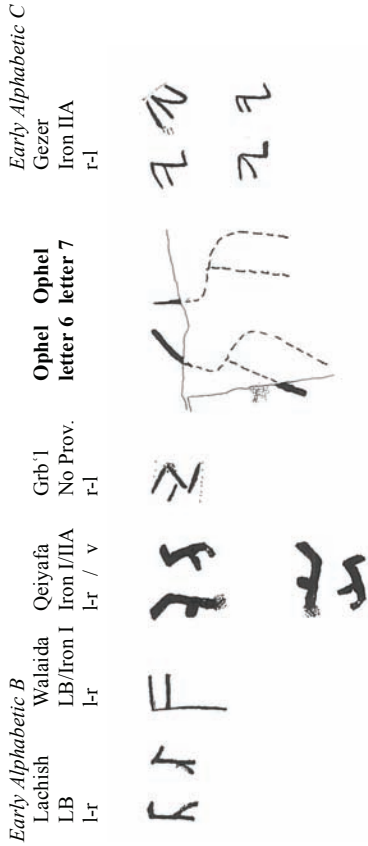 Early Alphabetic B Early Alphabetic C
Lachish Walaida Qeiyafa Grbʿl Ophel Ophel Gezer
LB LB/Iron I Iron I/IIA No Prov. letter 6 letter 7 Iron IIA
l-r l-r l-r / v r-l r-l